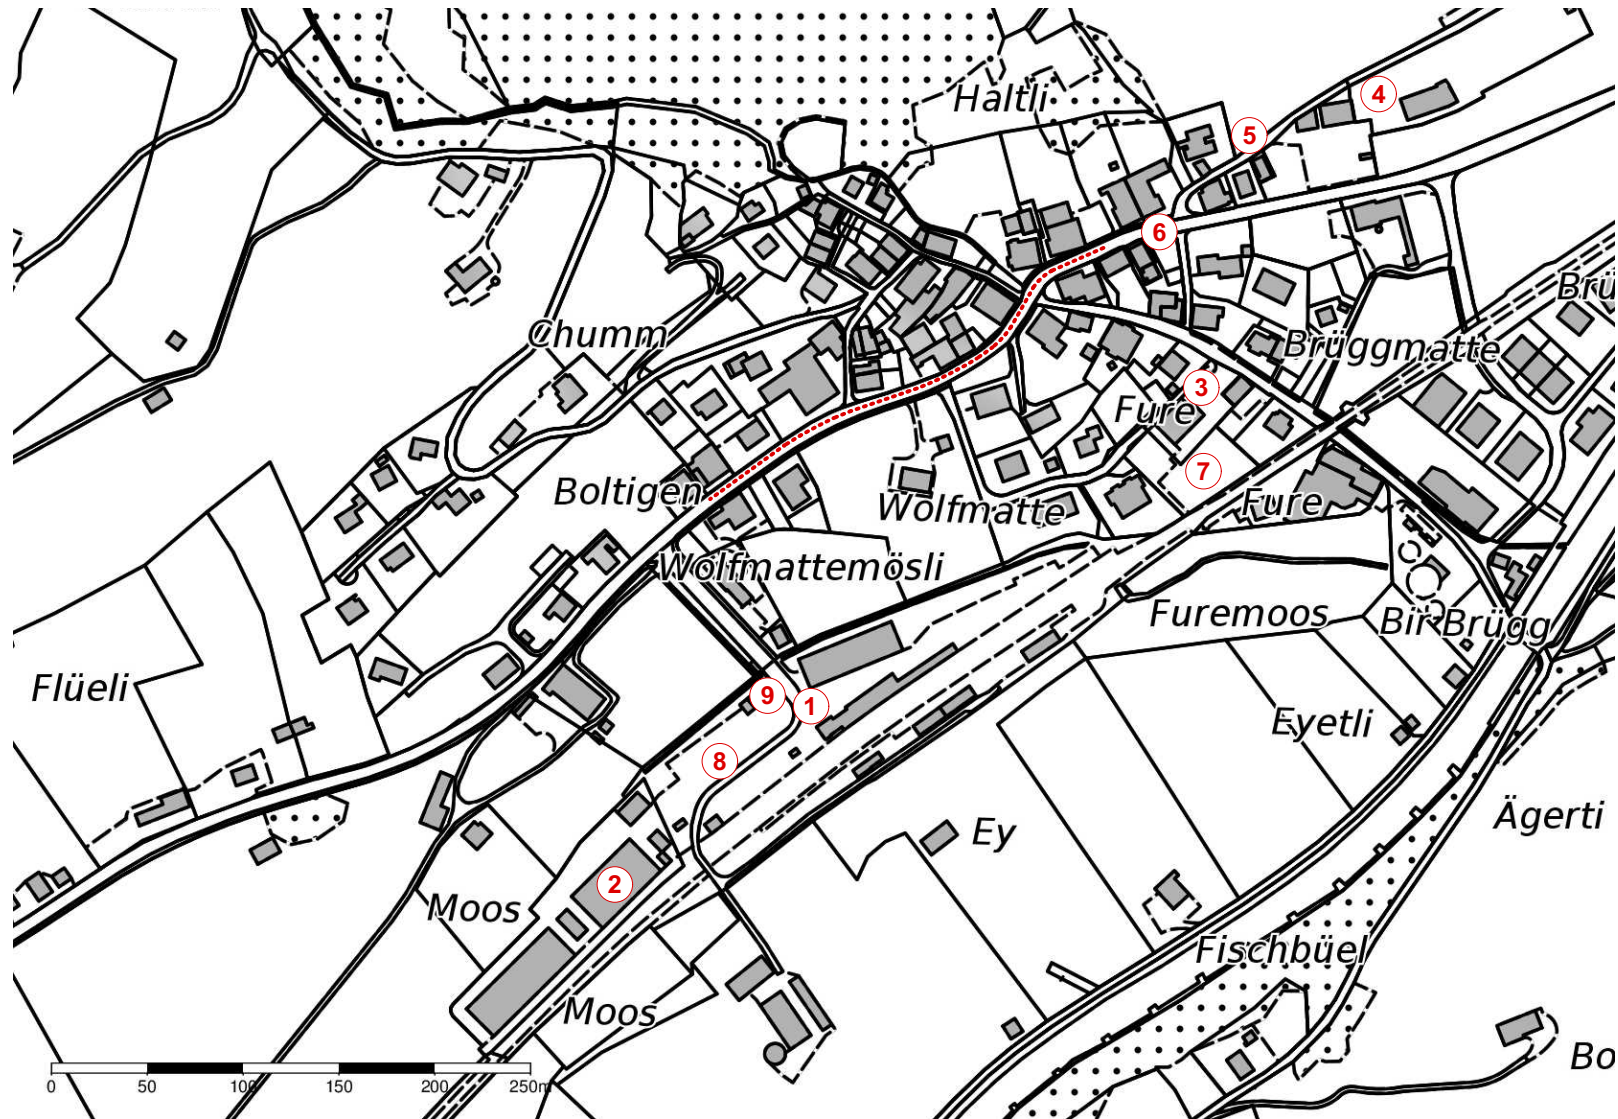 Haltli
4
5
6
Brü
Chumm
Brüggmatte
3
Fure
7
Boltigen
Wolfmatte
Fure
Wolfmattemösli
Furemoos
Bir Brügg
Flüeli
9
1
Eyetli
8
Ey
Ägerti
2
Moos
Fischbüel
Moos
Bo
0 50 100 150 200 250m